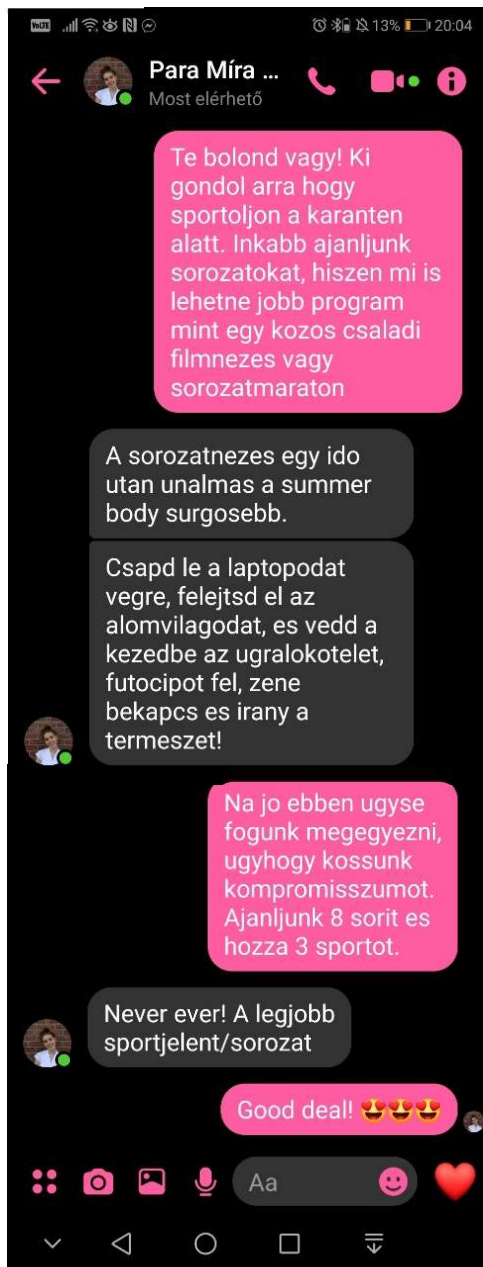 VoLTE 13% 20:04
Para Míra ...
Most elérhető
Te bolond vagy! Ki
gondol arra hogy
sportoljon a karanten
alatt. Inkabb ajanljunk
sorozatokat, hiszen mi is
lehetne jobb program
mint egy kozos csaladi
filmnezes vagy
sorozatmaraton
A sorozatnezes egy ido
utan unalmas a summer
body surgosebb.
Csapd le a laptopodat
vegre, felejtsd el az
alomvilagodat, es vedd a
kezedbe az ugralokotelet,
futocipot fel, zene
bekapcs es irany a
termeszet!
Na jo ebben ugyse
fogunk megegyezni,
ugyhogy kossunk
kompromisszumot.
Ajanljunk 8 sorit es
hozza 3 sportot.
Never ever! A legjobb
sportjelent/sorozat
Good deal! 😍😍😍
Aa